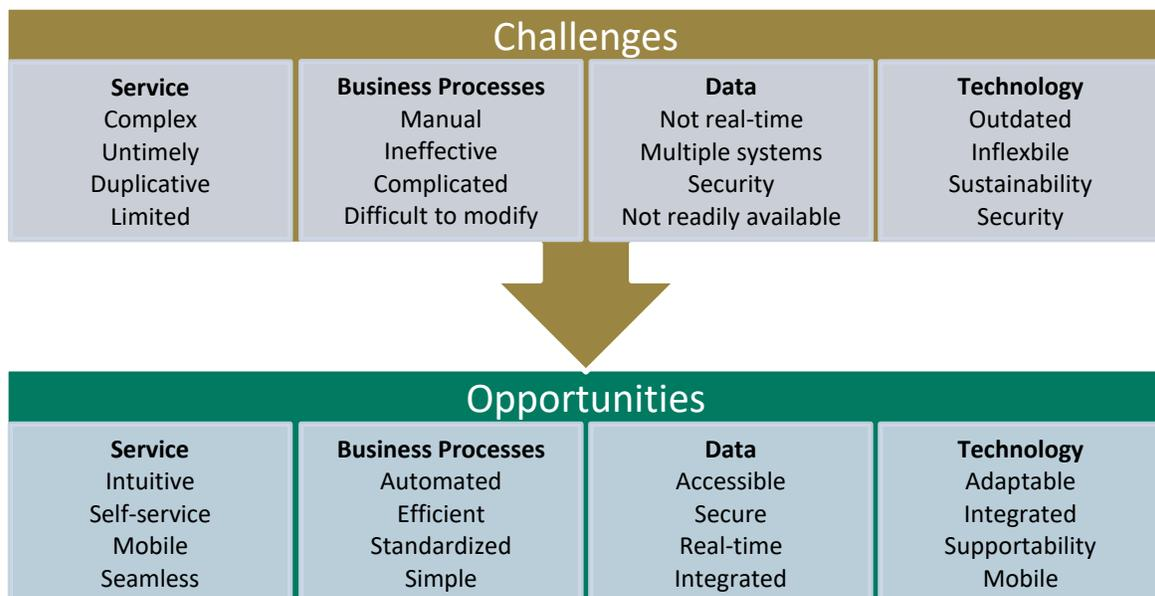 Challenges
Service
Complex
Untimely
Duplicative
Limited
Business Processes
Manual
Ineffective
Complicated
Difficult to modify
Data
Not real-time
Multiple systems
Security
Not readily available
Technology
Outdated
Inflexbile
Sustainability
Security
Opportunities
Service
Intuitive
Self-service
Mobile
Seamless
Business Processes
Automated
Efficient
Standardized
Simple
Data
Accessible
Secure
Real-time
Integrated
Technology
Adaptable
Integrated
Supportability
Mobile